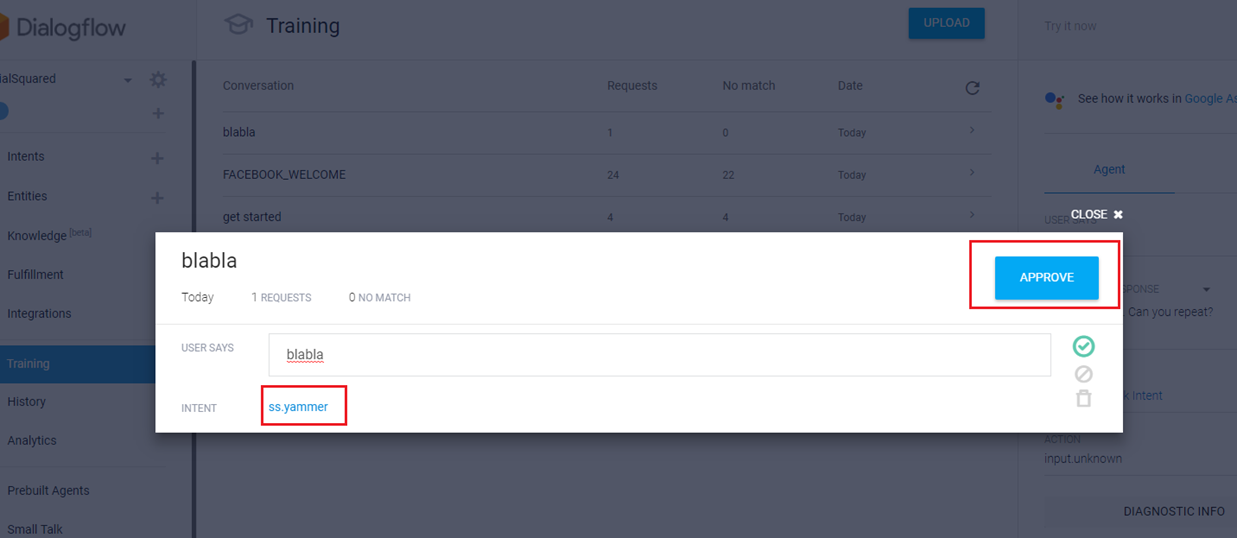 Dialogflow
Training
UPLOAD
Try it now
ialSquared
Conversation Requests No match Date
See how it works in Google As
blabla 1 0 Today
Intents
FACEBOOK_WELCOME 24 22 Today
Agent
Entities
get started 4 4 Today
CLOSE ✖
USER SAYS
Knowledge [beta]
blabla
APPROVE
Fulfillment
Today 1 REQUESTS 0 NO MATCH
PONSE
Integrations
. Can you repeat?
USER SAYS blabla
Training
k Intent
History
INTENT ss.yammer
Analytics
ACTION
input.unknown
Prebuilt Agents
DIAGNOSTIC INFO
Small Talk